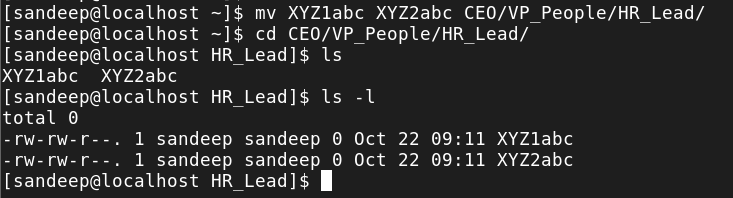 [sandeep@localhost ~]$ mv XYZ1abc XYZ2abc CEO/VP_People/HR_Lead/
[sandeep@localhost ~]$ cd CEO/VP_People/HR_Lead/
[sandeep@localhost HR_Lead]$ ls
XYZ1abc  XYZ2abc
[sandeep@localhost HR_Lead]$ ls -l
total 0
-rw-rw-r--. 1 sandeep sandeep 0 Oct 22 09:11 XYZ1abc
-rw-rw-r--. 1 sandeep sandeep 0 Oct 22 09:11 XYZ2abc
[sandeep@localhost HR_Lead]$